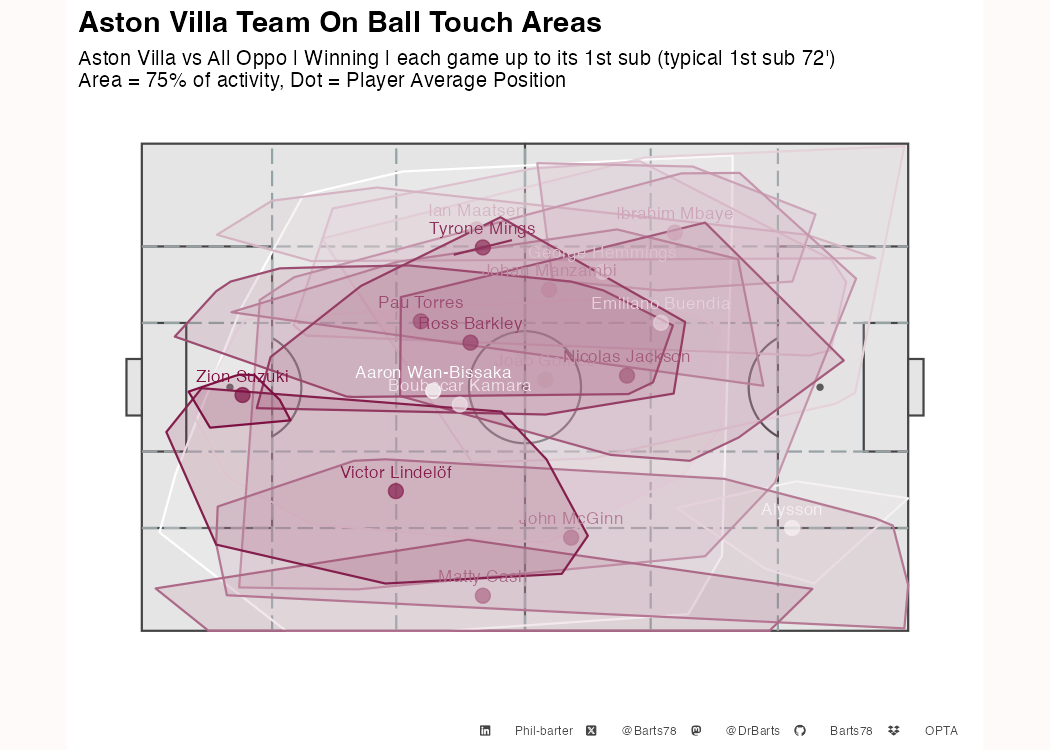 Aston Villa Team On Ball Touch Areas
Aston Villa vs All Oppo | Winning | each game up to its 1st sub (typical 1st sub 72')
Area = 75% of activity, Dot = Player Average Position
Ian Maatsen
Ibrahim Mbaye
Tyrone Mings
George Hemmings
Johan Manzambi
Pau Torres
Emiliano Buendia
Ross Barkley
Nicolas Jackson
Zion Suzuki
Aaron Wan-Bissaka
Boubacar Kamara
Victor Lindelöf
Alysson
John McGinn
Matty Cash
Phil-barter
@Barts78
@DrBarts
Barts78
OPTA